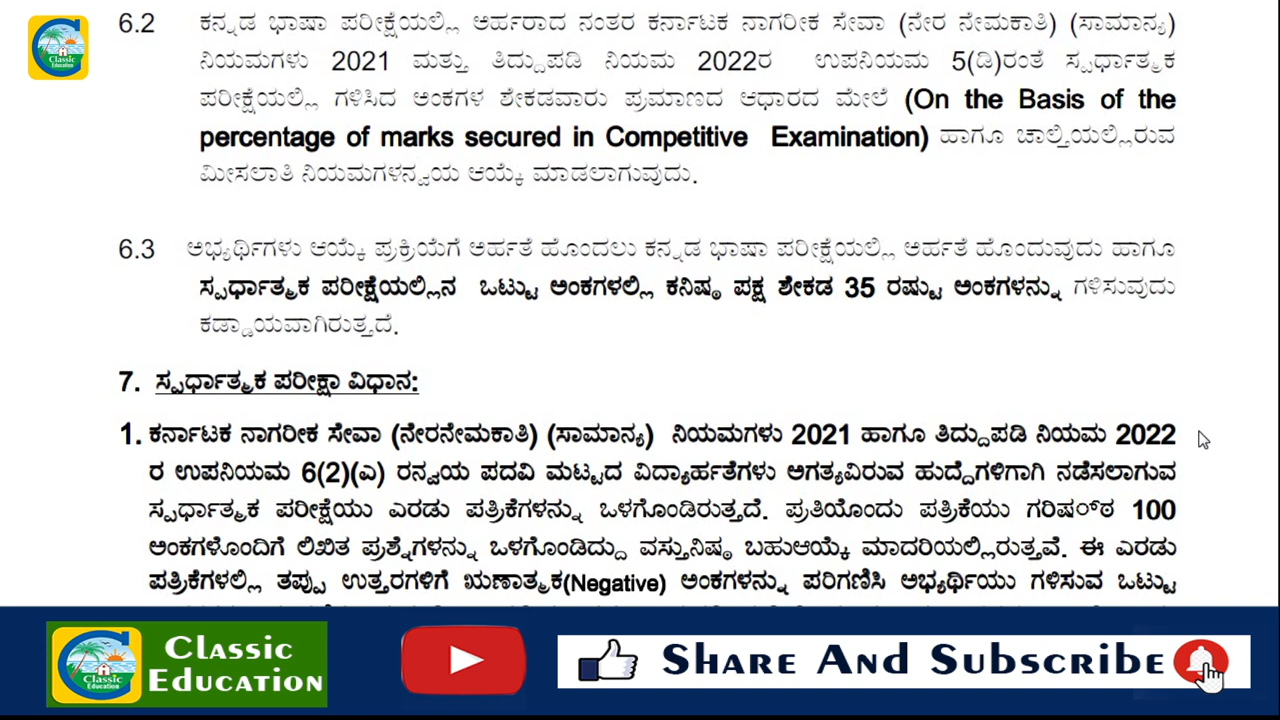 Classic
Education
6.2 ಕನ್ನಡ ಭಾಷಾ ಪರೀಕ್ಷೆಯಲ್ಲಿ ಅರ್ಹರಾದ ನಂತರ ಕರ್ನಾಟಕ ನಾಗರೀಕ ಸೇವಾ (ನೇರ ನೇಮಕಾತಿ) (ಸಾಮಾನ್ಯ)
ನಿಯಮಗಳು 2021 ಮತ್ತು ತಿದ್ದುಪಡಿ ನಿಯಮ 2022ರ ಉಪನಿಯಮ 5(ಡಿ)ರಂತೆ ಸ್ಪರ್ಧಾತ್ಮಕ
ಪರೀಕ್ಷೆಯಲ್ಲಿ ಗಳಿಸಿದ ಅಂಕಗಳ ಶೇಕಡವಾರು ಪ್ರಮಾಣದ ಆಧಾರದ ಮೇಲೆ (On the Basis of the
percentage of marks secured in Competitive Examination) ಹಾಗೂ ಚಾಲ್ತಿಯಲ್ಲಿರುವ
ಮೀಸಲಾತಿ ನಿಯಮಗಳನ್ವಯ ಆಯ್ಕೆ ಮಾಡಲಾಗುವುದು.
6.3 ಅಭ್ಯರ್ಥಿಗಳು ಆಯ್ಕೆ ಪ್ರಕ್ರಿಯೆಗೆ ಅರ್ಹತೆ ಹೊಂದಲು ಕನ್ನಡ ಭಾಷಾ ಪರೀಕ್ಷೆಯಲ್ಲಿ ಅರ್ಹತೆ ಹೊಂದುವುದು ಹಾಗೂ
ಸ್ಪರ್ಧಾತ್ಮಕ ಪರೀಕ್ಷೆಯಲ್ಲಿನ ಒಟ್ಟು ಅಂಕಗಳಲ್ಲಿ ಕನಿಷ್ಠ ಪಕ್ಷ ಶೇಕಡ 35 ರಷ್ಟು ಅಂಕಗಳನ್ನು ಗಳಿಸುವುದು
ಕಡ್ಡಾಯವಾಗಿರುತ್ತದೆ.
7. ಸ್ಪರ್ಧಾತ್ಮಕ ಪರೀಕ್ಷಾ ವಿಧಾನ:
1. ಕರ್ನಾಟಕ ನಾಗರೀಕ ಸೇವಾ (ನೇರನೇಮಕಾತಿ) (ಸಾಮಾನ್ಯ) ನಿಯಮಗಳು 2021 ಹಾಗೂ ತಿದ್ದುಪಡಿ ನಿಯಮ 2022
ರ ಉಪನಿಯಮ 6(2)(ಎ) ರನ್ವಯ ಪದವಿ ಮಟ್ಟದ ವಿದ್ಯಾರ್ಹತೆಗಳು ಅಗತ್ಯವಿರುವ ಹುದ್ದೆಗಳಿಗಾಗಿ ನಡೆಸಲಾಗುವ
ಸ್ಪರ್ಧಾತ್ಮಕ ಪರೀಕ್ಷೆಯು ಎರಡು ಪತ್ರಿಕೆಗಳನ್ನು ಒಳಗೊಂಡಿರುತ್ತದೆ. ಪ್ರತಿಯೊಂದು ಪತ್ರಿಕೆಯು ಗರಿಷ್ಠ 100
ಅಂಕಗಳೊಂದಿಗೆ ಲಿಖಿತ ಪ್ರಶ್ನೆಗಳನ್ನು ಒಳಗೊಂಡಿದ್ದು ವಸ್ತುನಿಷ್ಠ ಬಹುಆಯ್ಕೆ ಮಾದರಿಯಲ್ಲಿರುತ್ತವೆ. ಈ ಎರಡು
ಪತ್ರಿಕೆಗಳಲ್ಲಿ ತಪ್ಪು ಉತ್ತರಗಳಿಗೆ ಋಣಾತ್ಮಕ(Negative) ಅಂಕಗಳನ್ನು ಪರಿಗಣಿಸಿ ಅಭ್ಯರ್ಥಿಯು ಗಳಿಸುವ ಒಟ್ಟು
Classic
Education
Classic
Education
Share And Subscribe